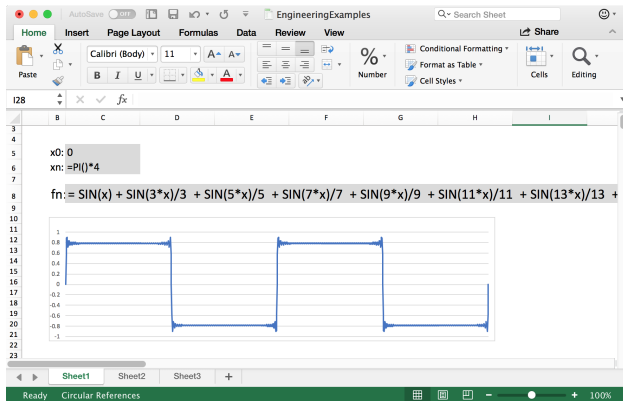 AutoSave OFF EngineeringExamples Search Sheet
Home Insert Page Layout Formulas Data Review View Share
Paste Calibri (Body) 11 A A Number Conditional Formatting Cells Editing
B I U A Format as Table
Cell Styles
I28 fx
B C D E F G H I
3
4
5 x0: 0
6 xn: =PI()*4
7
8 fn: = SIN(x) + SIN(3*x)/3 + SIN(5*x)/5 + SIN(7*x)/7 + SIN(9*x)/9 + SIN(11*x)/11 + SIN(13*x)/13 +
9
10
11 1
12 0.8
13 0.6
14 0.4
15 0.2
16 0
17 -0.2
18 -0.4
19 -0.6
20 -0.8
21 -1
22
23
Sheet1 Sheet2 Sheet3 +
Ready Circular References - + 100%